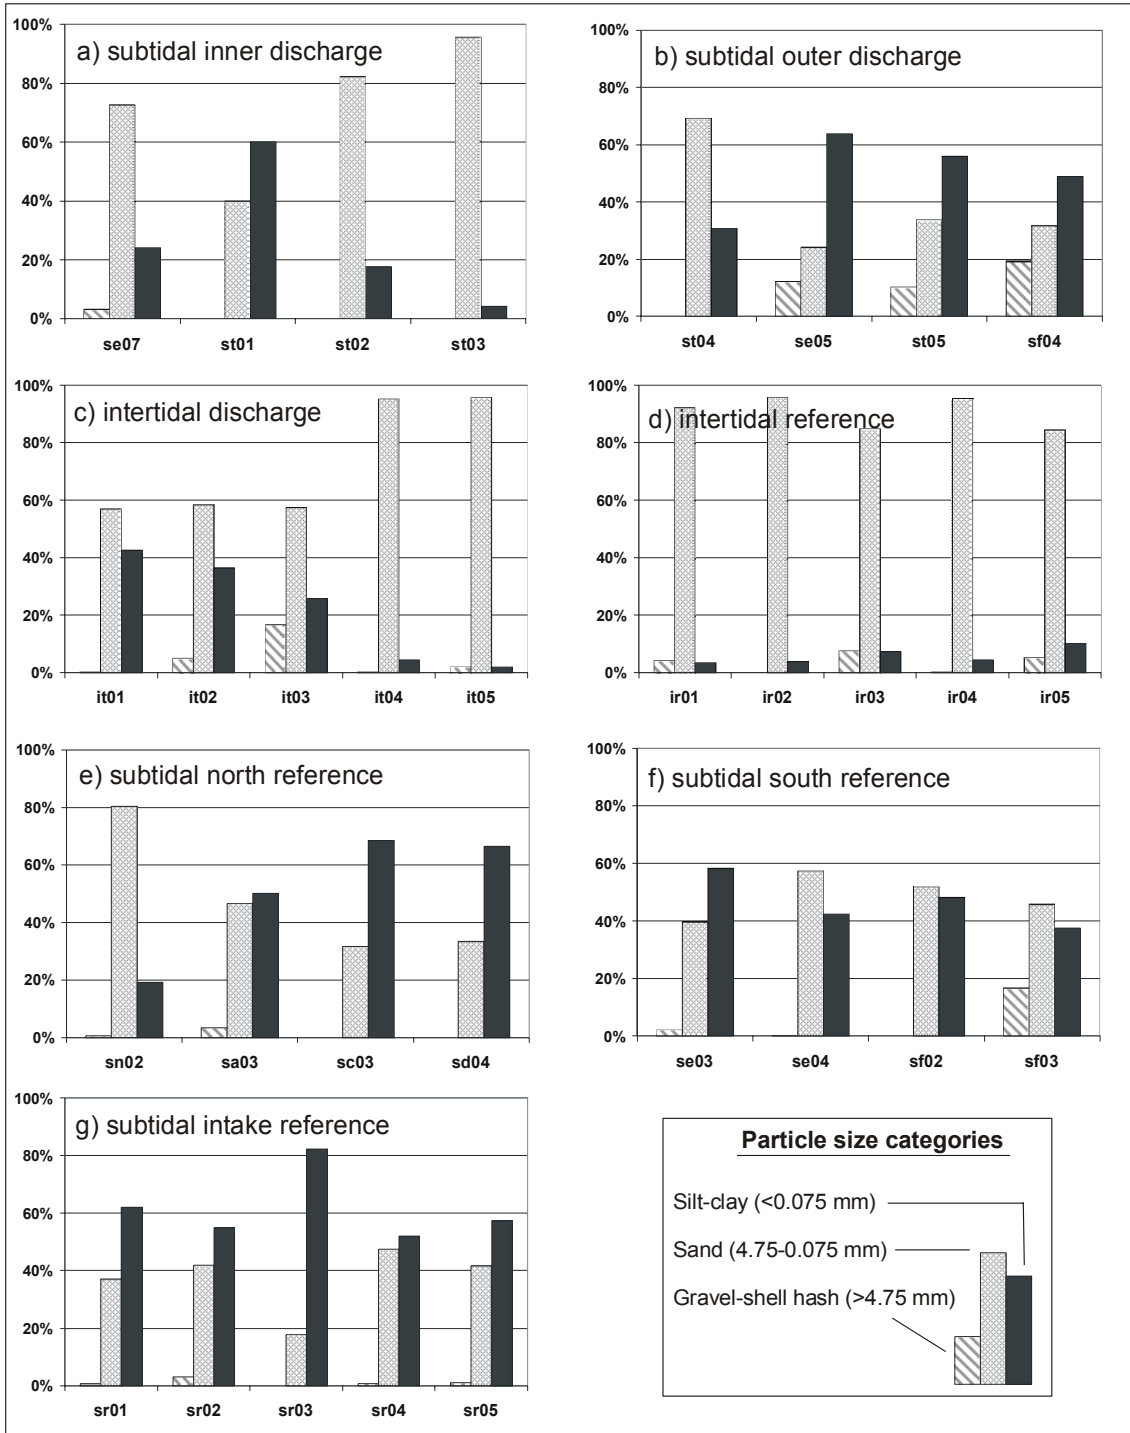 a) subtidal inner discharge
100%
80%
60%
40%
20%
0%
se07 st01 st02 st03
b) subtidal outer discharge
100%
80%
60%
40%
20%
0%
st04 se05 st05 sf04
c) intertidal discharge
100%
80%
60%
40%
20%
0%
it01 it02 it03 it04 it05
d) intertidal reference
100%
80%
60%
40%
20%
0%
ir01 ir02 ir03 ir04 ir05
e) subtidal north reference
100%
80%
60%
40%
20%
0%
sn02 sa03 sc03 sd04
f) subtidal south reference
100%
80%
60%
40%
20%
0%
se03 se04 sf02 sf03
g) subtidal intake reference
100%
80%
60%
40%
20%
0%
sr01 sr02 sr03 sr04 sr05
Particle size categories
Silt-clay (<0.075 mm)
Sand (4.75-0.075 mm)
Gravel-shell hash (>4.75 mm)